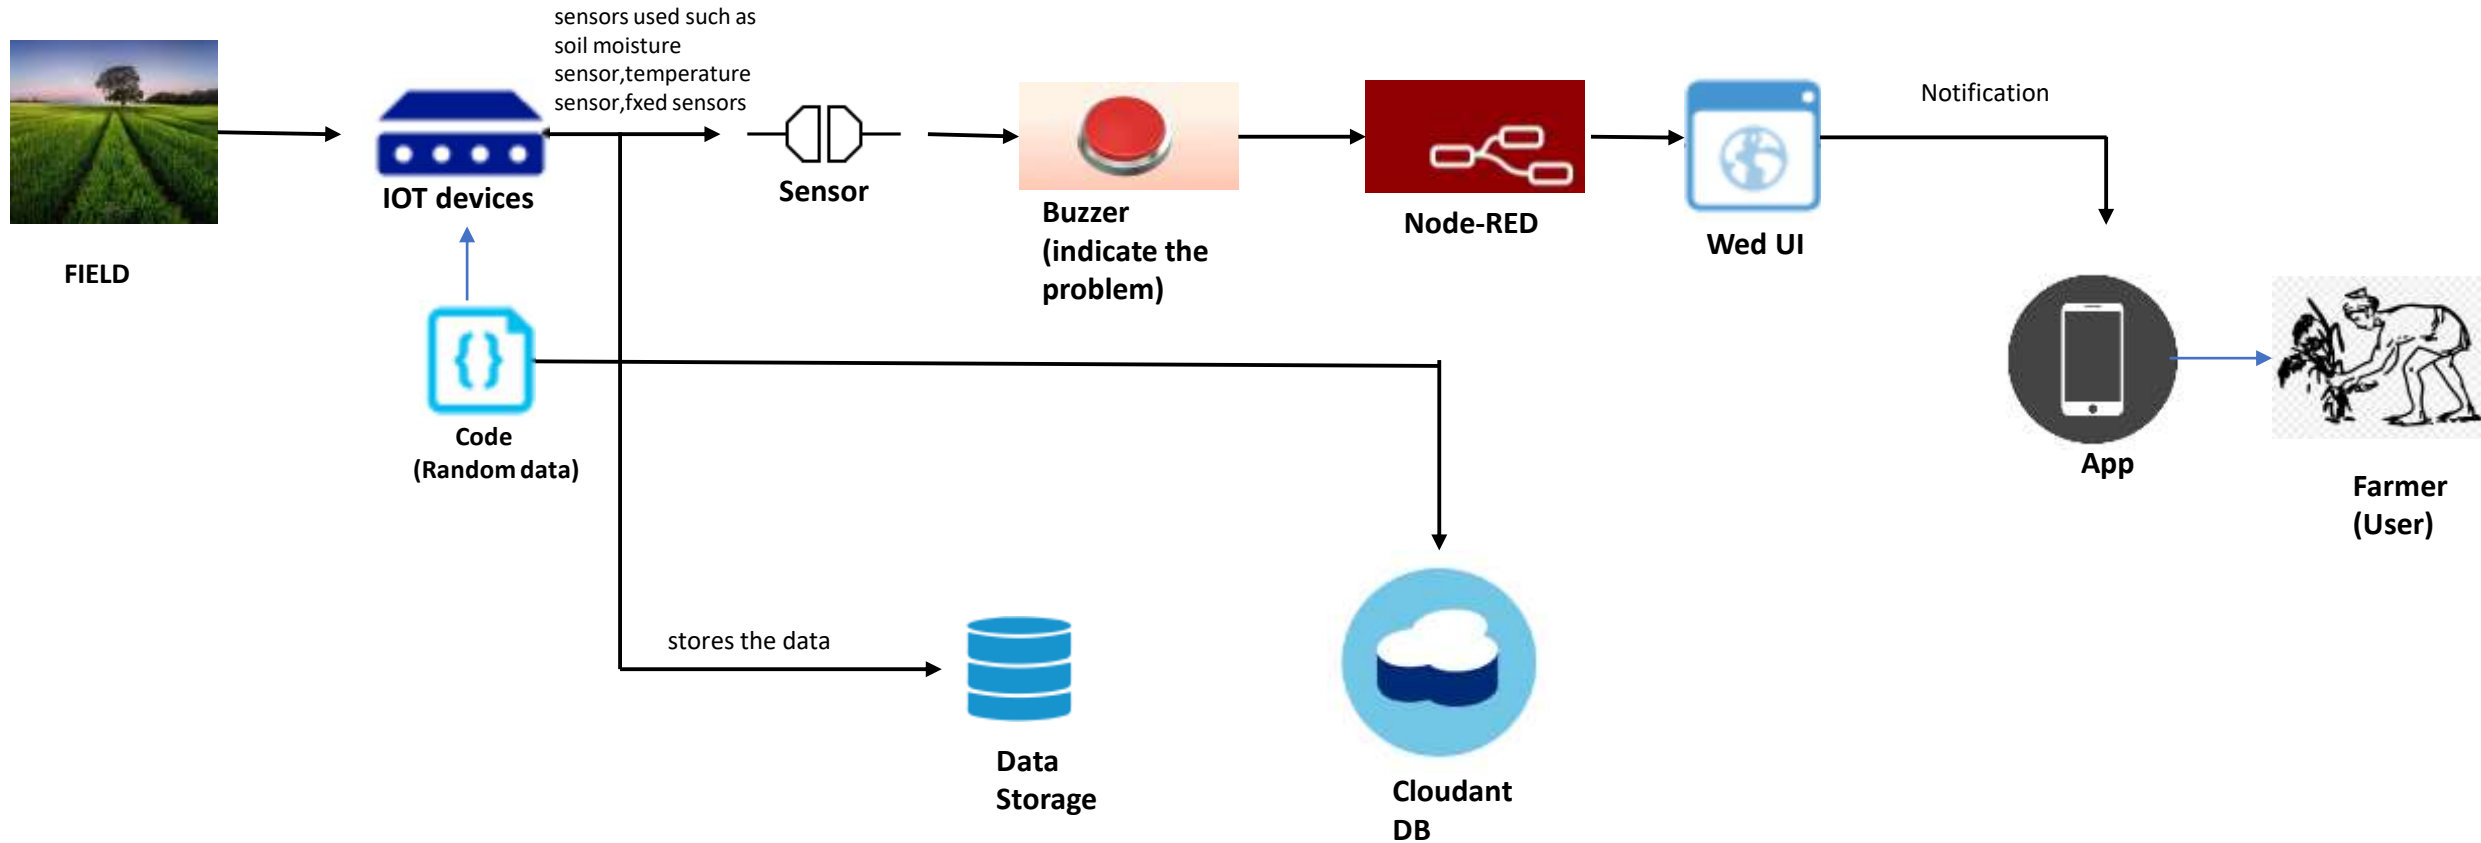 sensors used such as
soil moisture
sensor,temperature
sensor,fxed sensors
Notification
IOT devices
Sensor
Buzzer
(indicate the
problem)
Node-RED
Wed UI
FIELD
Code
(Random data)
App
Farmer
(User)
stores the data
Data
Storage
Cloudant
DB